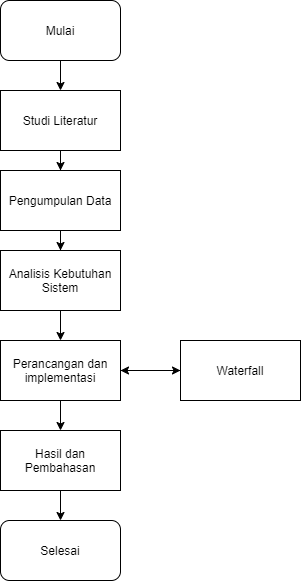 Mulai
Studi Literatur
Pengumpulan Data
Analisis Kebutuhan
Sistem
Perancangan dan
implementasi
Waterfall
Hasil dan
Pembahasan
Selesai